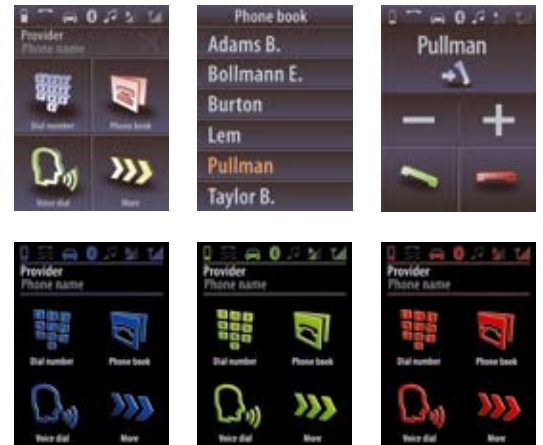 Provider
Phone name
Dial number
Phone book
Voice dial
More
Phone book
Adams B.
Bollmann E.
Burton
Lem
Pullman
Taylor B.
Pullman
Provider
Phone name
Dial number
Phone book
Voice dial
More
Provider
Phone name
Dial number
Phone book
Voice dial
More
Provider
Phone name
Dial number
Phone book
Voice dial
More